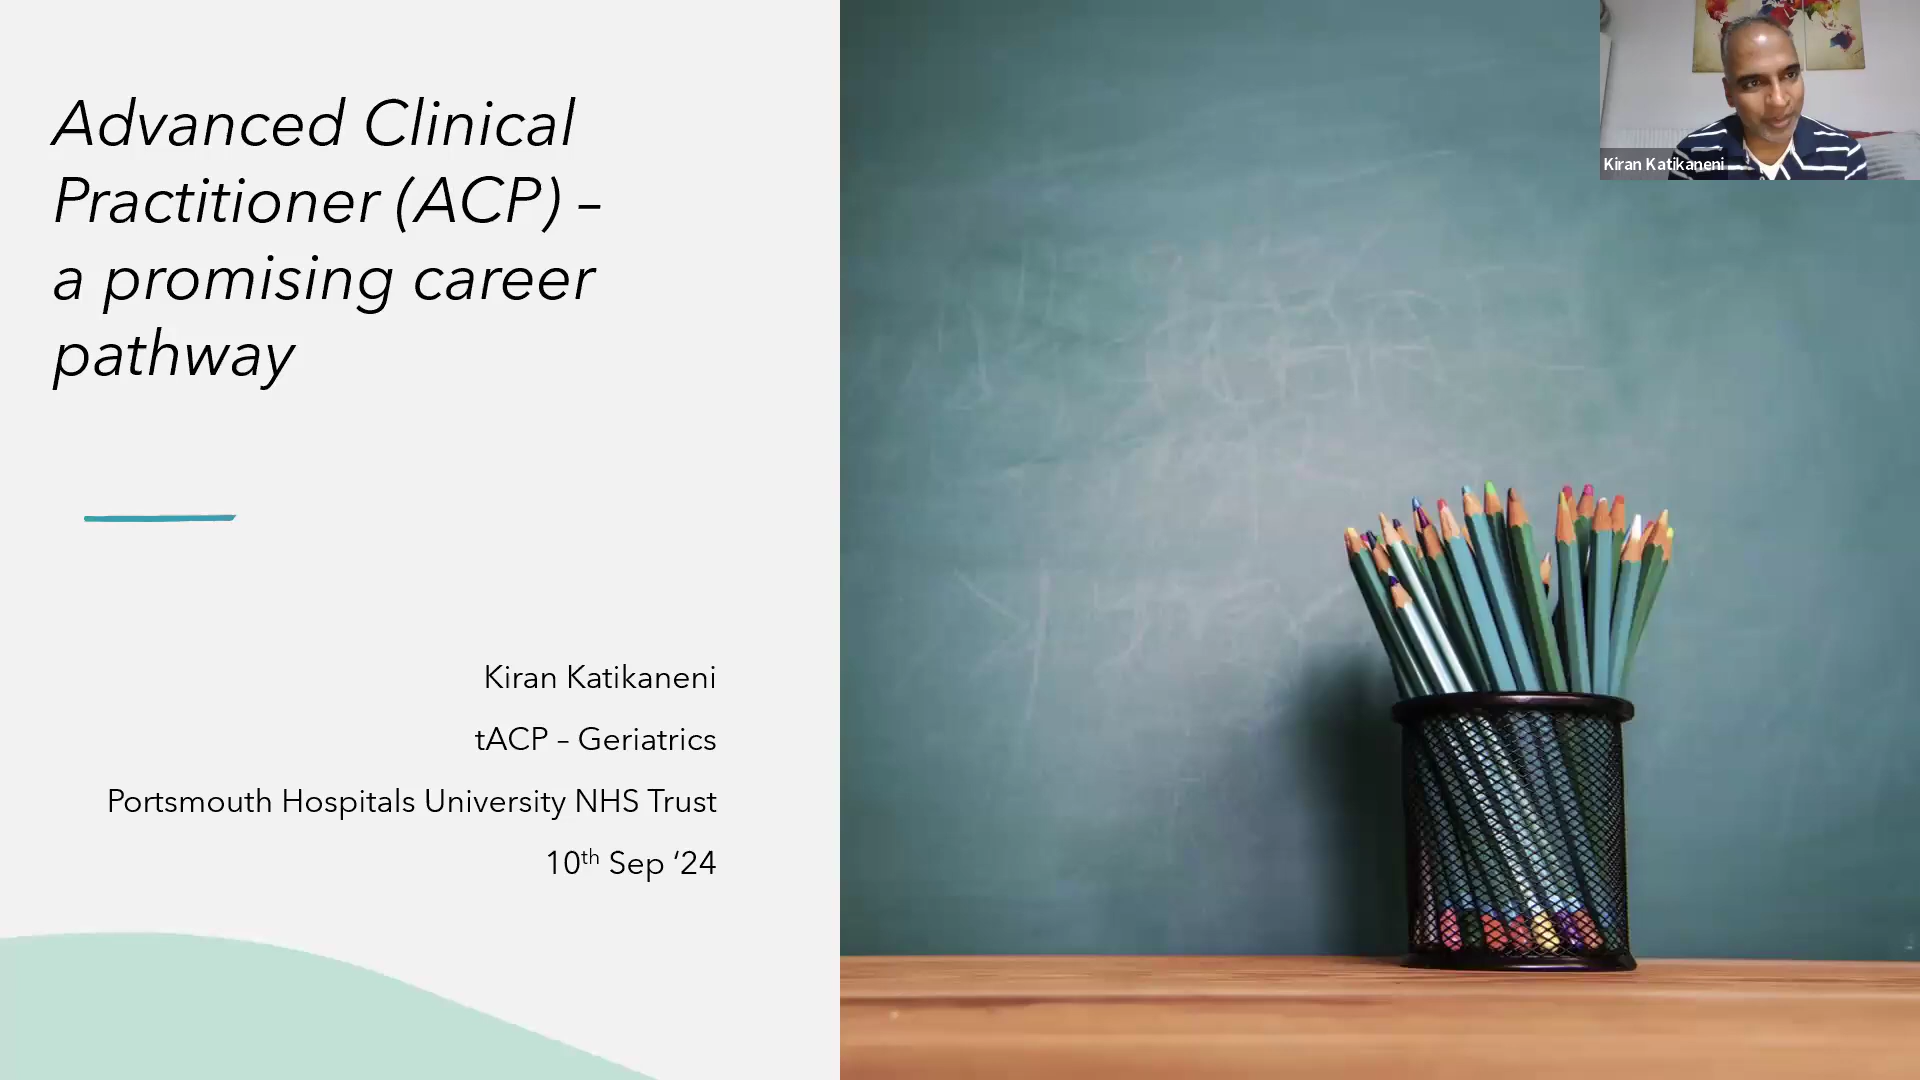 Advanced Clinical
Practitioner (ACP) –
a promising career
pathway
Kiran Katikaneni
tACP – Geriatrics
Portsmouth Hospitals University NHS Trust
10th Sep ‘24
Kiran Katikaneni